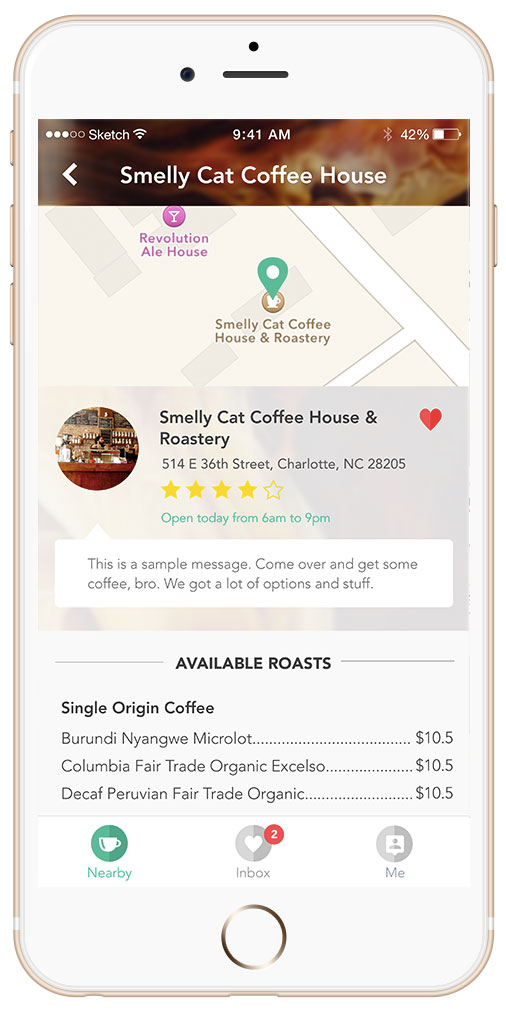 Sketch 9:41 AM 42%
Smelly Cat Coffee House
Revolution
Ale House
Smelly Cat Coffee
House & Roastery
Smelly Cat Coffee House &
Roastery
514 E 36th Street, Charlotte, NC 28205
Open today from 6am to 9pm
This is a sample message. Come over and get some
coffee, bro. We got a lot of options and stuff.
AVAILABLE ROASTS
Single Origin Coffee
Burundi Nyangwe Microlot...................................... $10.5
Columbia Fair Trade Organic Excelso..................... $10.5
Decaf Peruvian Fair Trade Organic.......................... $10.5
2
Nearby Inbox Me